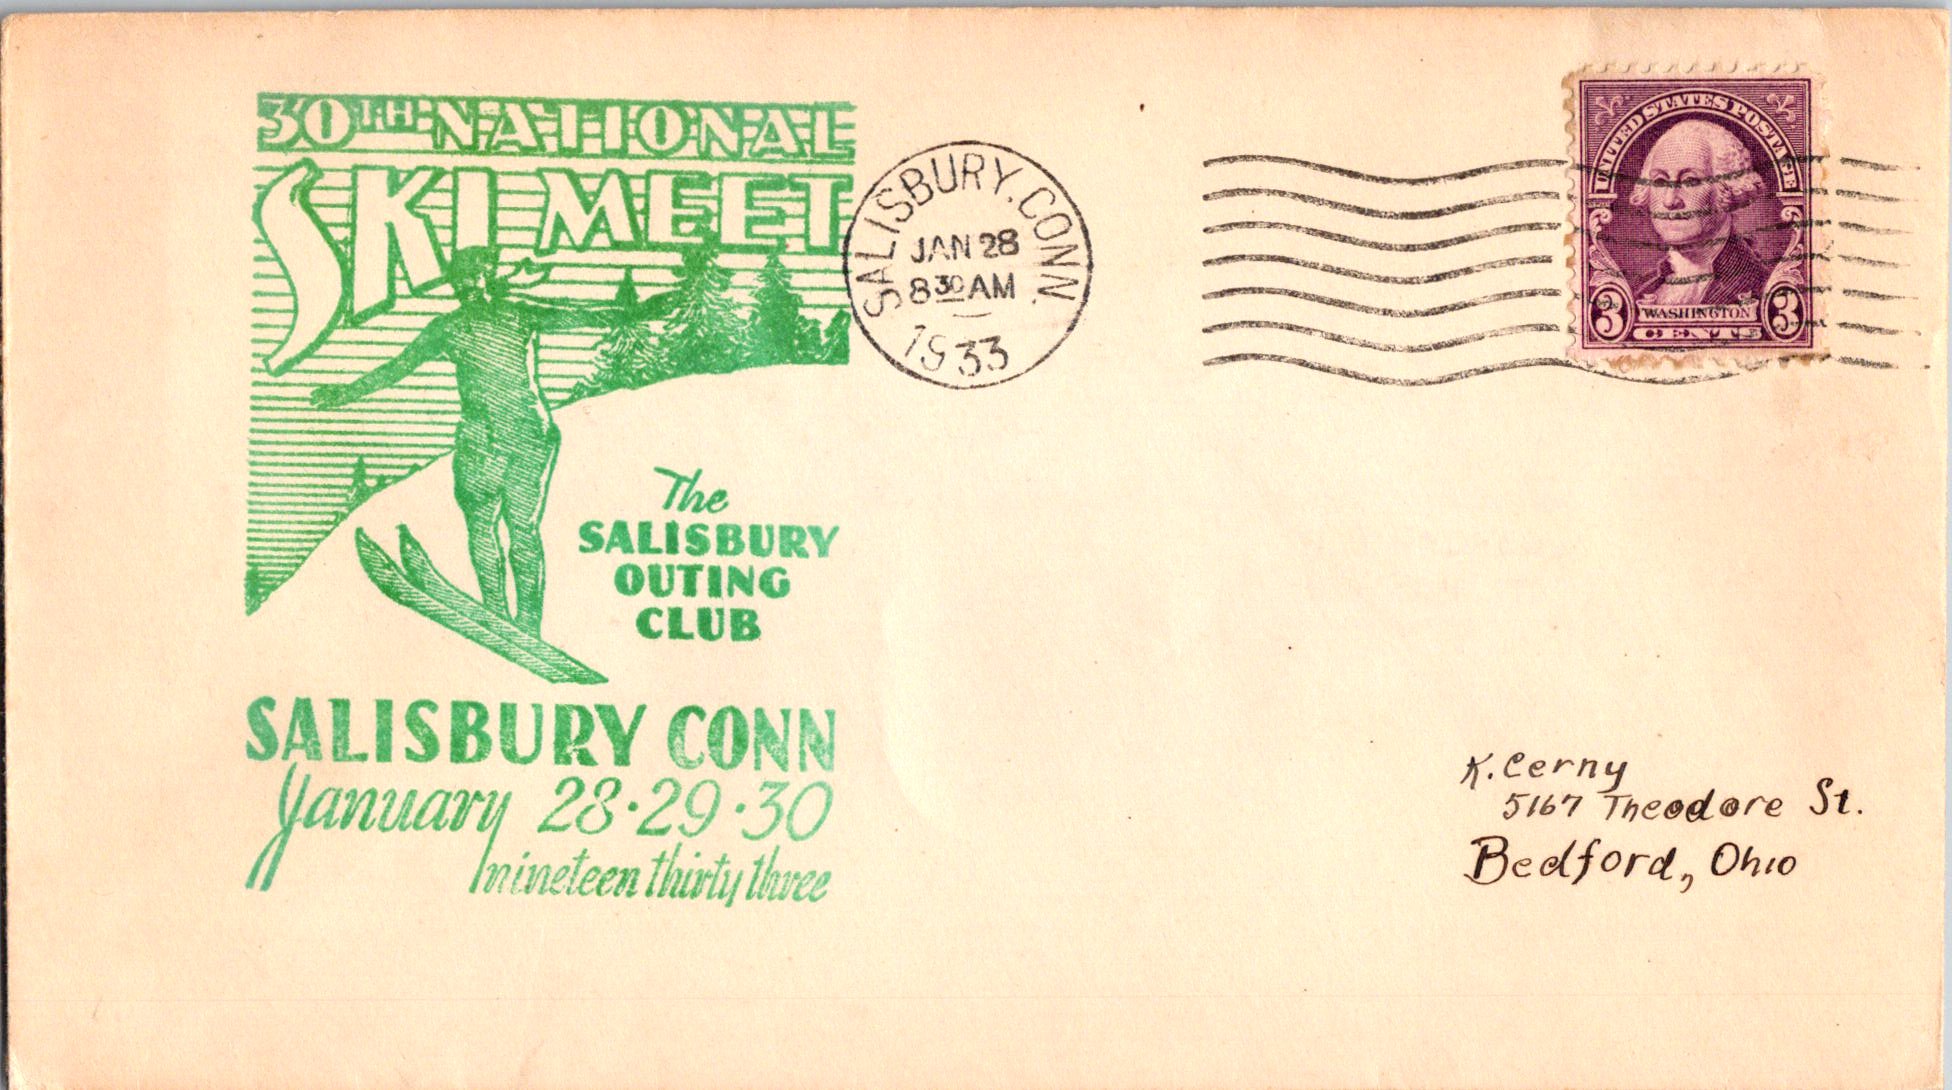 30TH NATIONAL
SKI MEET
The
SALISBURY
OUTING
CLUB
SALISBURY CONN
January 28·29·30
nineteen thirty three
SALISBURY, CONN.
JAN 28
8 30 AM
1933
UNITED STATES POSTAGE
3 WASHINGTON 3
CENTS
K. Cerny
5167 Theodore St.
Bedford, Ohio